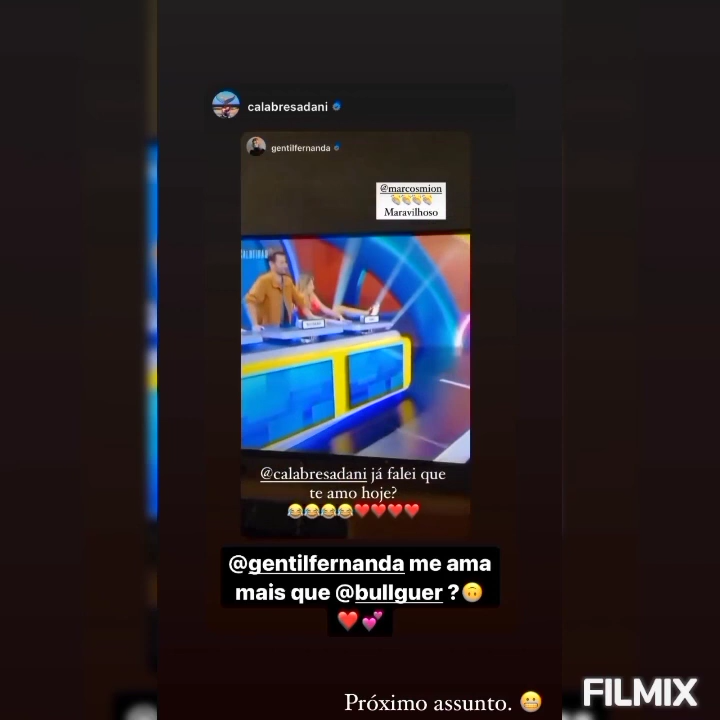 calabresadani
gentilfernanda
@marcosmion
👏👏👏👏
Maravilhoso
@calabresadani já falei que
te amo hoje?
😂😂😂😂❤️❤️❤️❤️
@gentilfernanda me ama
mais que @bullguer ?🙃
❤️💕
Próximo assunto. 😬
FILMIX